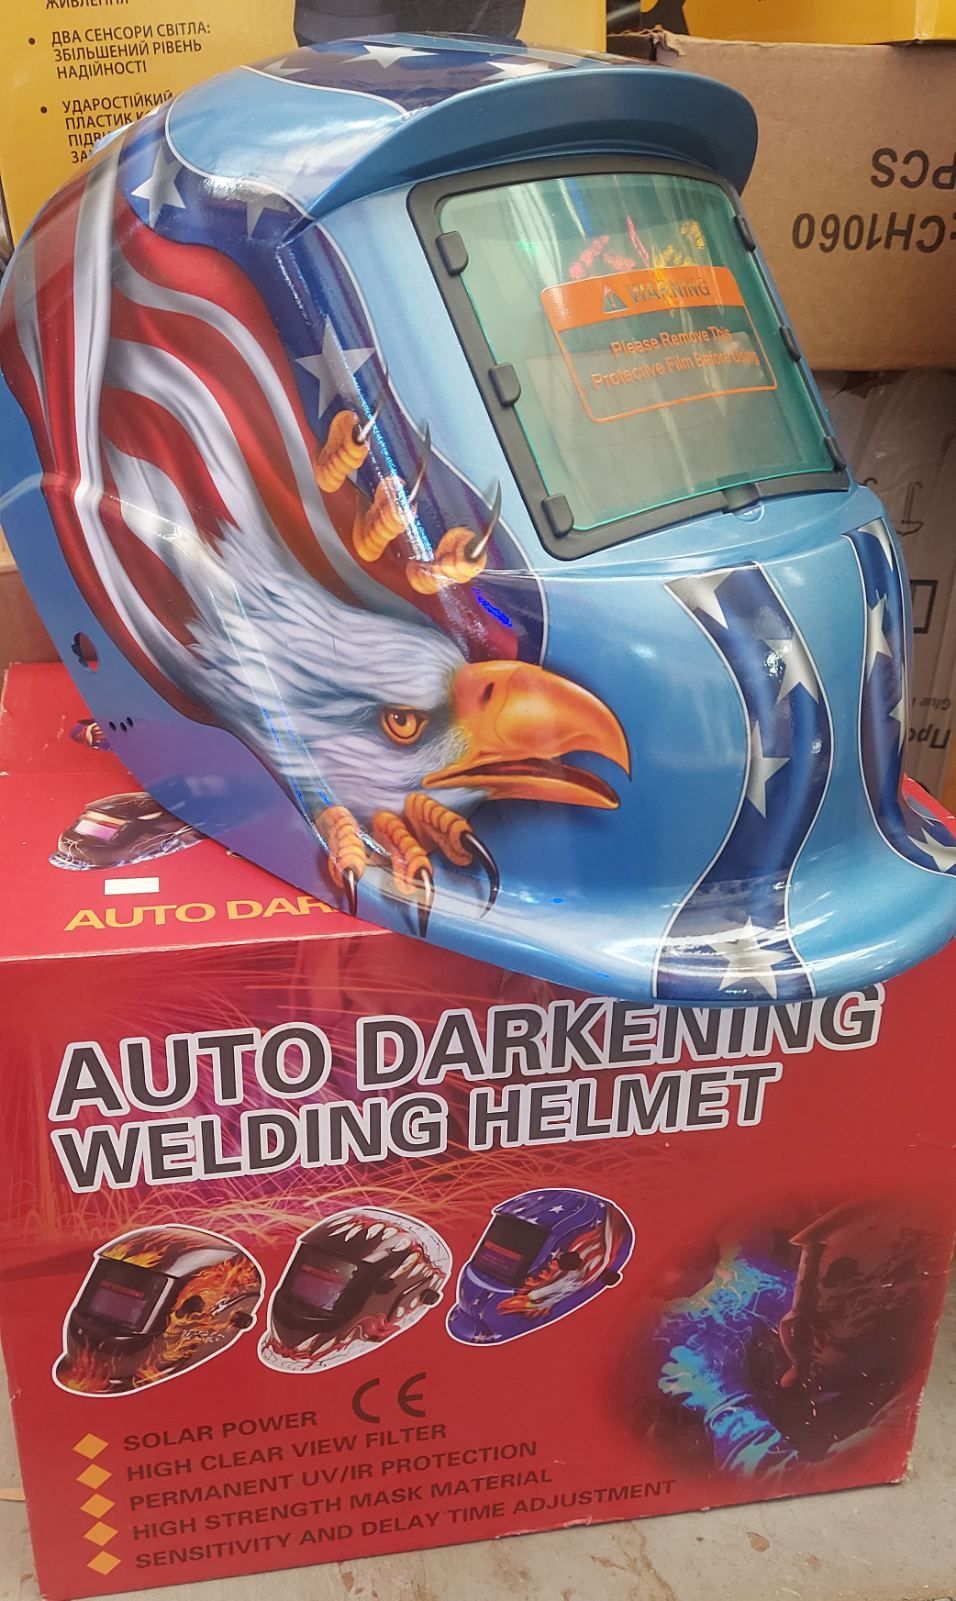 ЖИВЛЕННЯ
• ДВА СЕНСОРИ СВІТЛА:
ЗБІЛЬШЕНИЙ РІВЕНЬ
НАДІЙНОСТІ
• УДАРОСТІЙКИЙ
ПЛАСТИК
PCS
CH1060
WARNING
Please Remove This
Protective Film Before Using
AUTO DAR
AUTO DARKENING
WELDING HELMET
CE
SOLAR POWER
HIGH CLEAR VIEW FILTER
PERMANENT UV/IR PROTECTION
HIGH STRENGTH MASK MATERIAL
SENSITIVITY AND DELAY TIME ADJUSTMENT